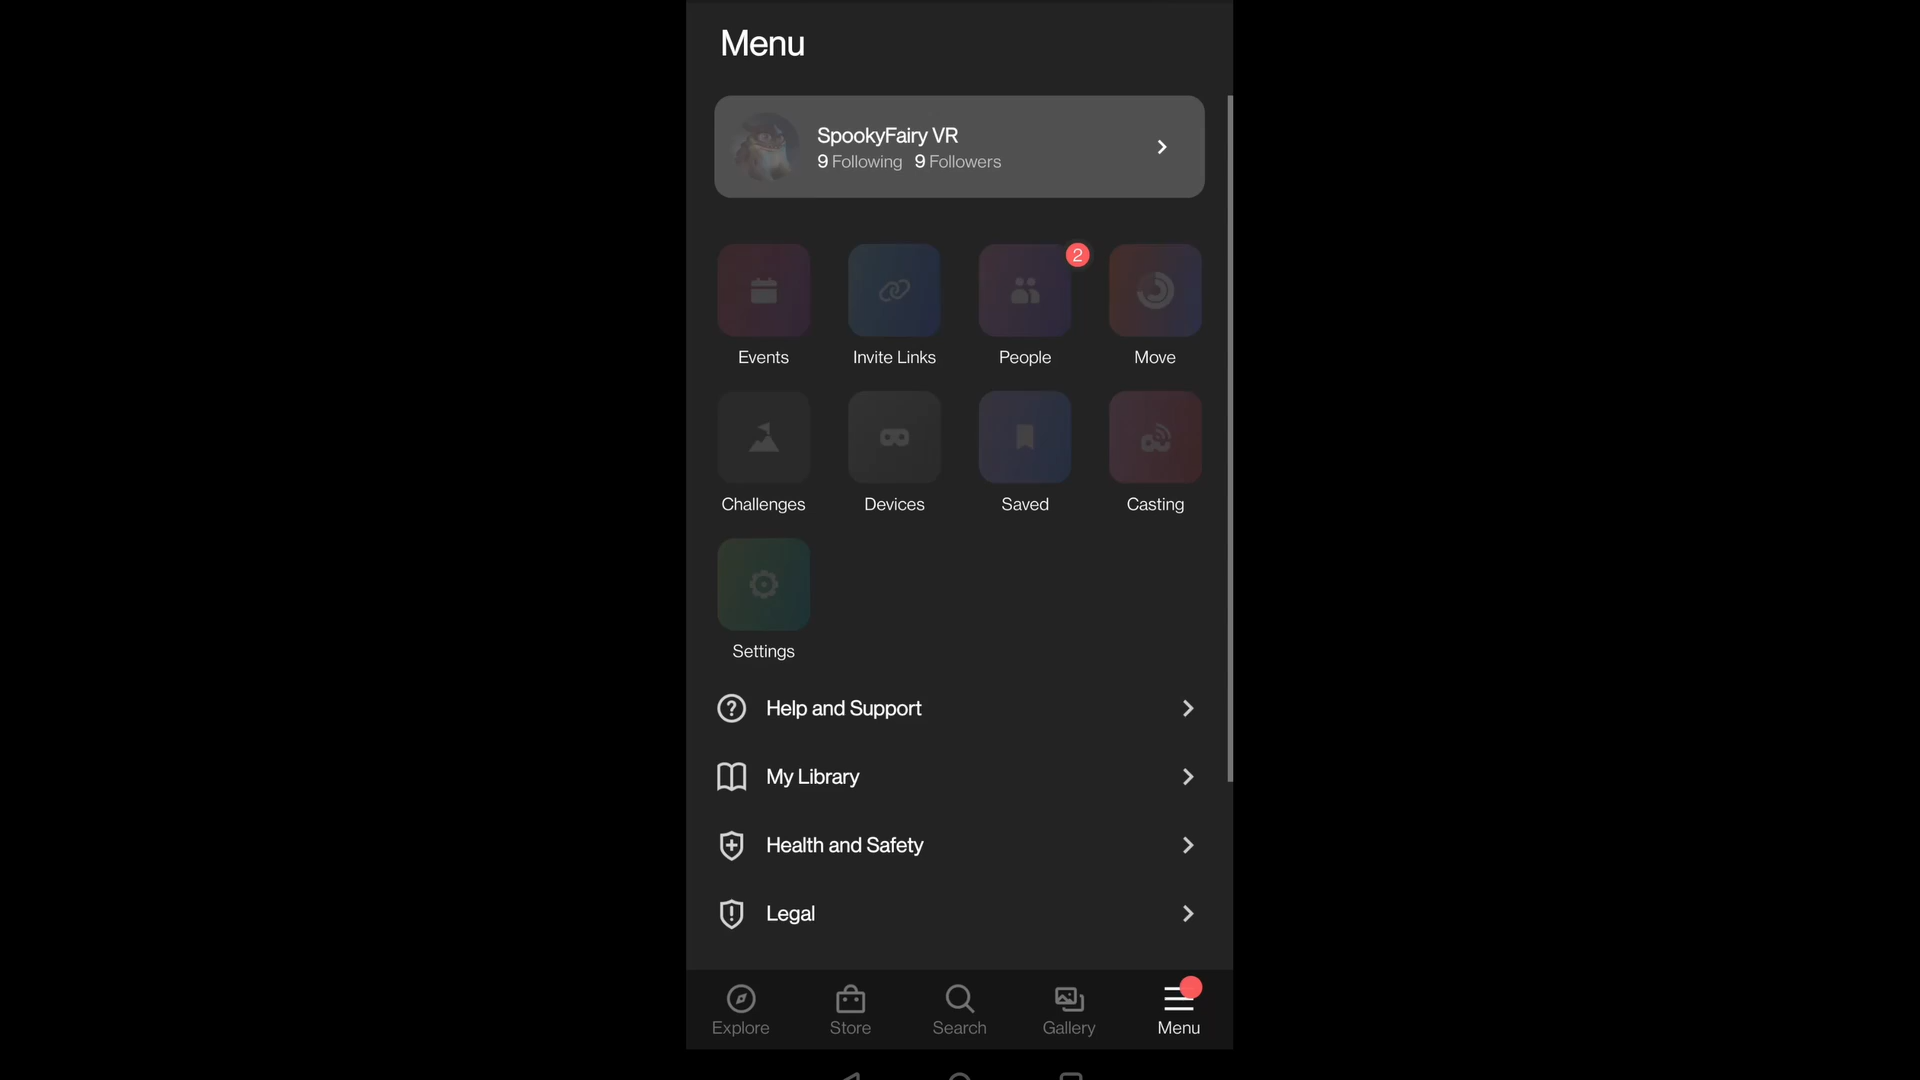 Menu
SpookyFairy VR
9 Following 9 Followers
2
Events Invite Links People Move
Challenges Devices Saved Casting
Settings
Help and Support
My Library
Health and Safety
Legal
Explore Store Search Gallery Menu